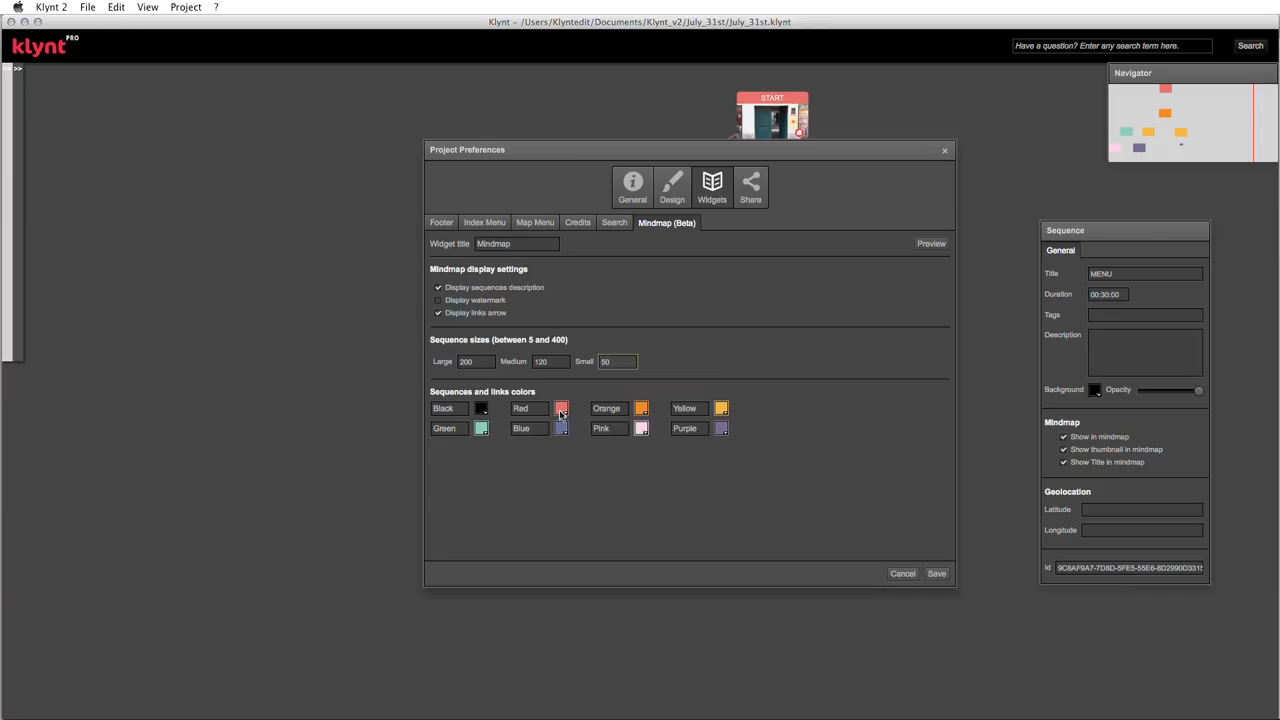 Klynt 2 File Edit View Project ?
Klynt - /Users/Klyntedit/Documents/Klynt_v2/July_31st/July_31st.klynt
klynt PRO
Have a question? Enter any search term here. Search
>> >>
Navigator
START
Project Preferences ×
General Design Widgets Share
Footer Index Menu Map Menu Credits Search Mindmap (Beta)
Widget title Mindmap Preview
Mindmap display settings
Display sequences description
Display watermark
Display links arrow
Sequence sizes (between 5 and 400)
Large 200 Medium 120 Small 50
Sequences and links colors
Black Red Orange Yellow
Green Blue Pink Purple
Cancel Save
Sequence
General
Title MENU
Duration 00:30:00
Tags
Description
Background Opacity
Mindmap
Show in mindmap
Show thumbnail in mindmap
Show Title in mindmap
Geolocation
Latitude
Longitude
Id 9C8AF9A7-7D8D-5FE5-55E6-8D2990D3315